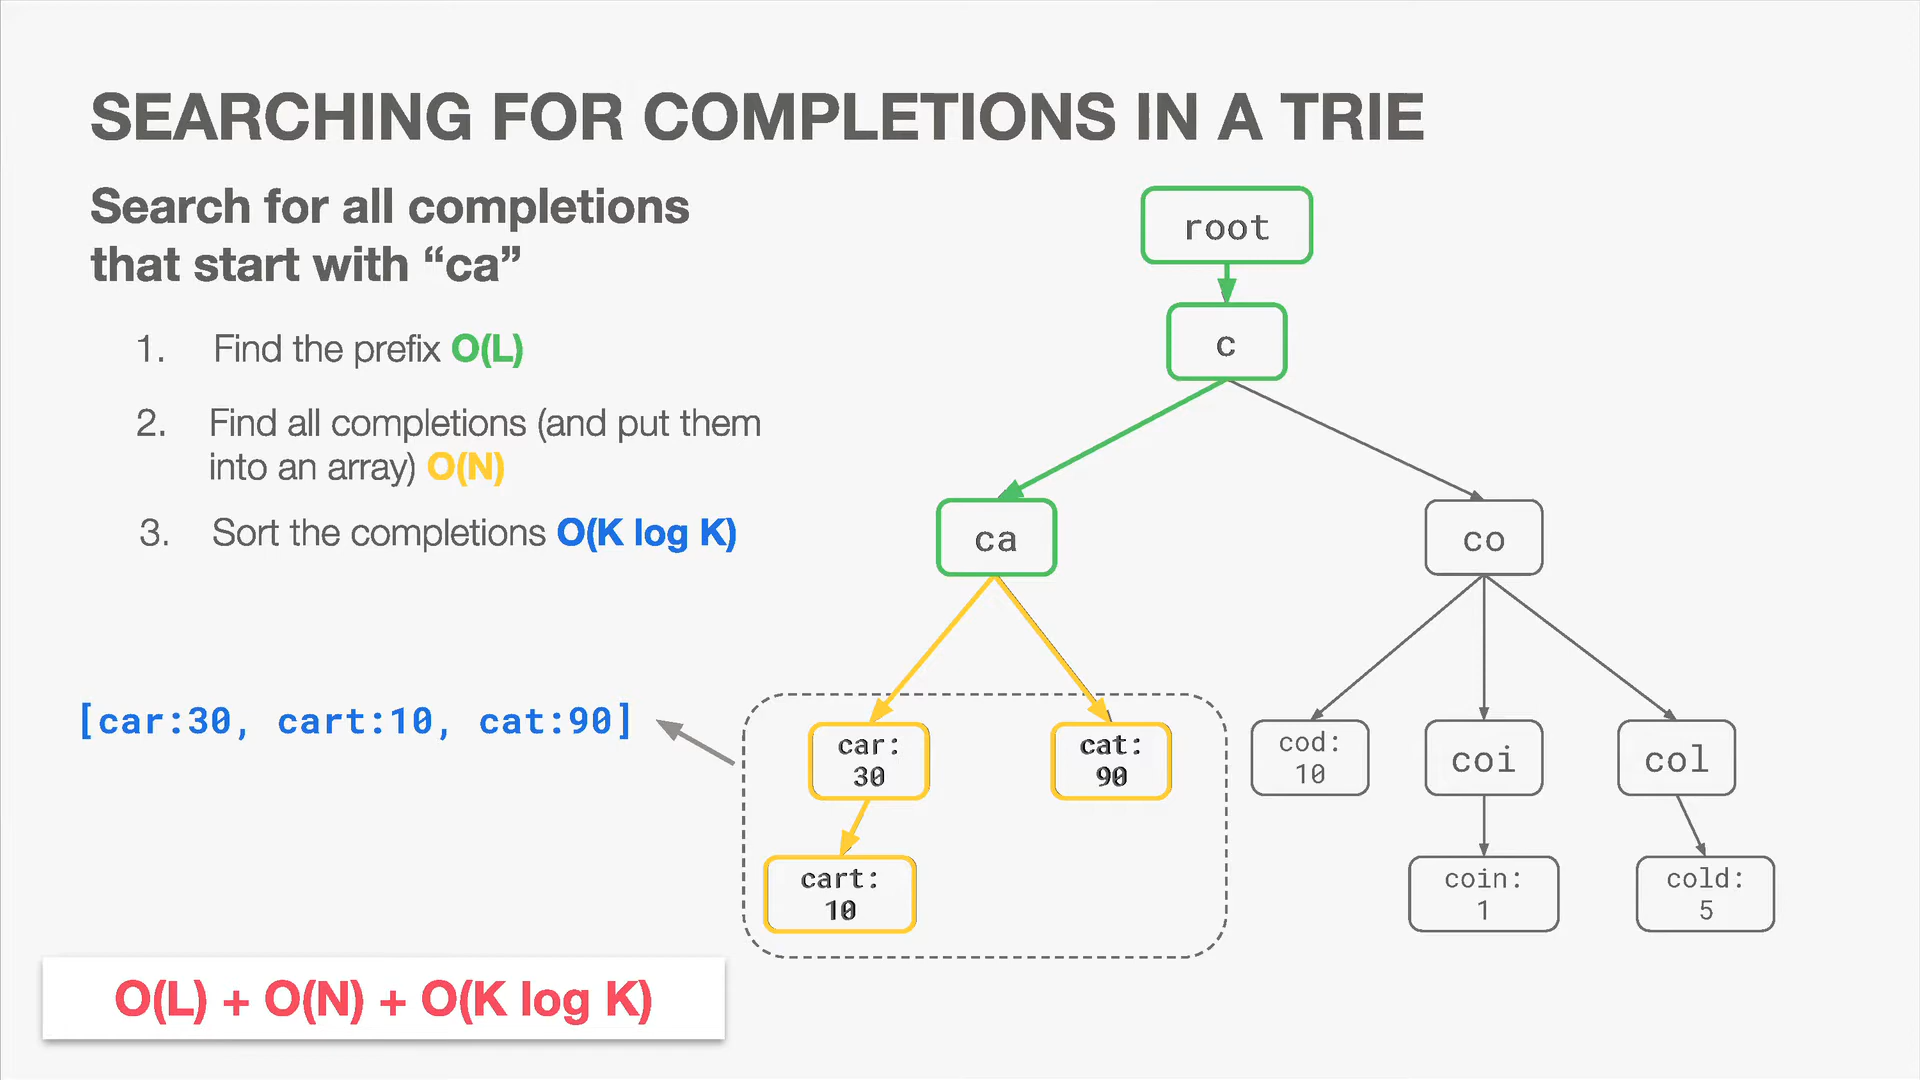 SEARCHING FOR COMPLETIONS IN A TRIE
Search for all completions
that start with “ca”
1. Find the prefix O(L)
2. Find all completions (and put them
into an array) O(N)
3. Sort the completions O(K log K)
[car:30, cart:10, cat:90]
O(L) + O(N) + O(K log K)
root
c
ca
co
car:
30
cat:
90
cod:
10
coi
col
cart:
10
coin:
1
cold:
5